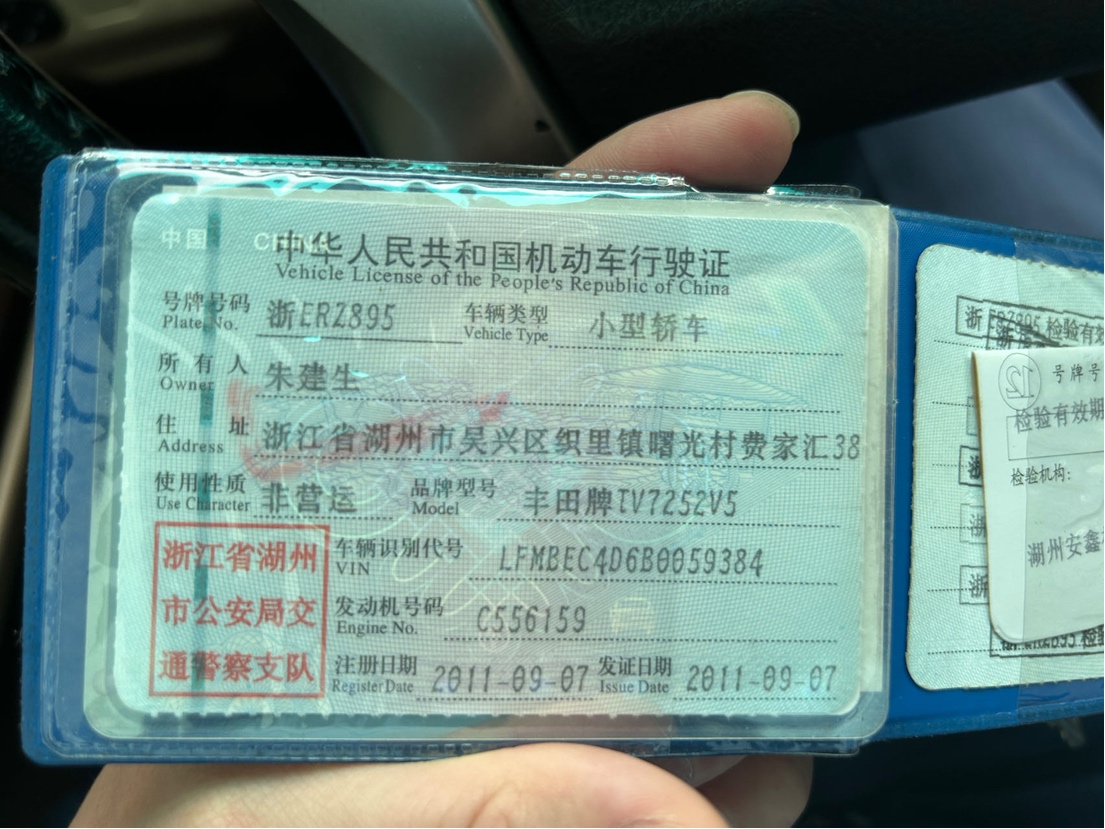 中国 CHINA
中华人民共和国机动车行驶证
Vehicle License of the People's Republic of China
号牌号码 浙ERZ895 车辆类型 小型轿车
Plate No. Vehicle Type
所有人 朱建生
Owner
住址 浙江省湖州市吴兴区织里镇曙光村费家汇38
Address
使用性质 非营运 品牌型号 丰田牌TV7252V5
Use Character Model
浙江省湖州
市公安局交
通警察支队
车辆识别代号 LFMBEC4D6B0059384
VIN
发动机号码 C556159
Engine No.
注册日期 2011-09-07 发证日期 2011-09-07
Register Date Issue Date
检验有效
12
号牌号
检验有效期
检验机构:
湖州安鑫